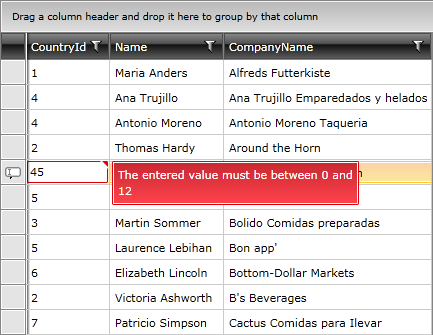 Drag a column header and drop it here to group by that column
CountryId Name CompanyName
1 Maria Anders Alfreds Futterkiste
4 Ana Trujillo Ana Trujillo Emparedados y helados
4 Antonio Moreno Antonio Moreno Taqueria
2 Thomas Hardy Around the Horn
45 The entered value must be between 0 and
12
5
3 Martin Sommer Bolido Comidas preparadas
5 Laurence Lebihan Bon app'
6 Elizabeth Lincoln Bottom-Dollar Markets
2 Victoria Ashworth B's Beverages
7 Patricio Simpson Cactus Comidas para llevar